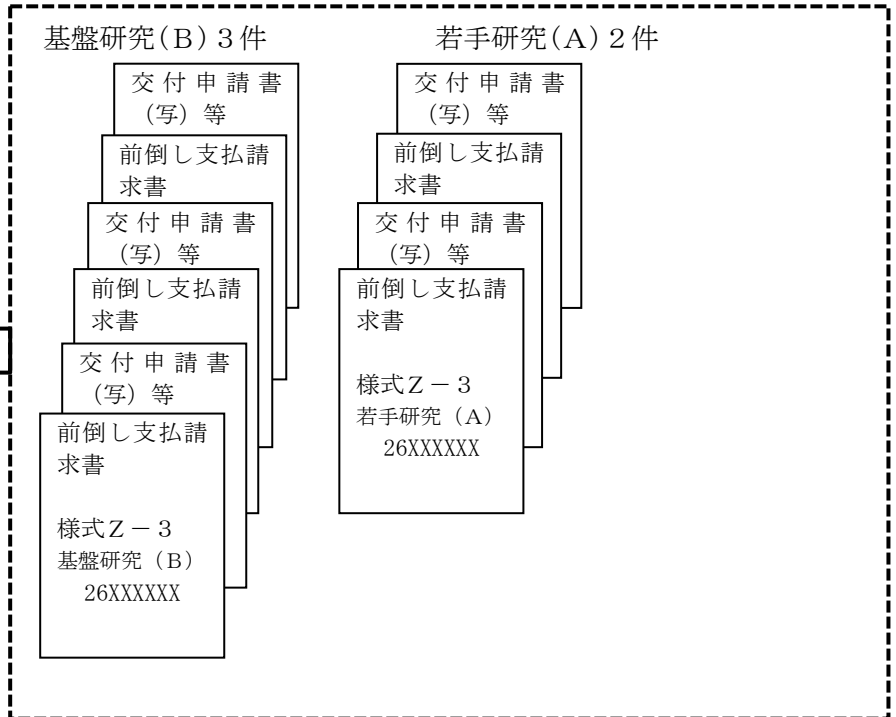 基盤研究(B)3件
交付申請書
(写)等
前倒し支払請
求書
交付申請書
(写)等
前倒し支払請
求書
交付申請書
(写)等
前倒し支払請
求書
様式Z-3
基盤研究(B)
26XXXXXX
若手研究(A)2件
交付申請書
(写)等
前倒し支払請
求書
交付申請書
(写)等
前倒し支払請
求書
様式Z-3
若手研究(A)
26XXXXXX